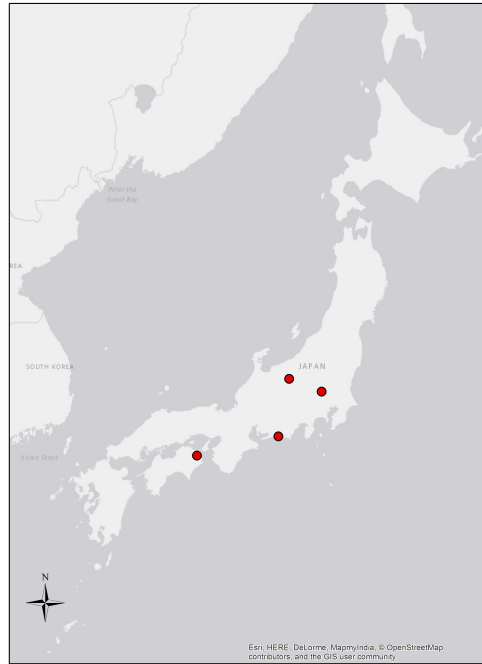 Peter the
Great Bay
REA
JAPAN
SOUTH KOREA
Korea Strait
N
Esri, HERE, DeLorme, MapmyIndia, © OpenStreetMap
contributors, and the GIS user community